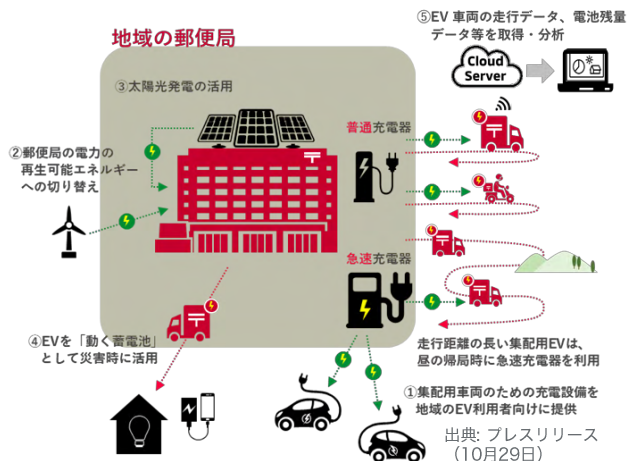 地域の郵便局
⑤EV 車両の走行データ、電池残量
データ等を取得・分析
Cloud
Server
③太陽光発電の活用
普通充電器
②郵便局の電力の
再生可能エネルギー
への切り替え
急速充電器
④EVを「動く蓄電池」
として災害時に活用
走行距離の長い集配用EVは、
昼の帰局時に急速充電器を利用
①集配用車両のための充電設備を
地域のEV利用者向けに提供
出典: プレスリリース
（10月29日）